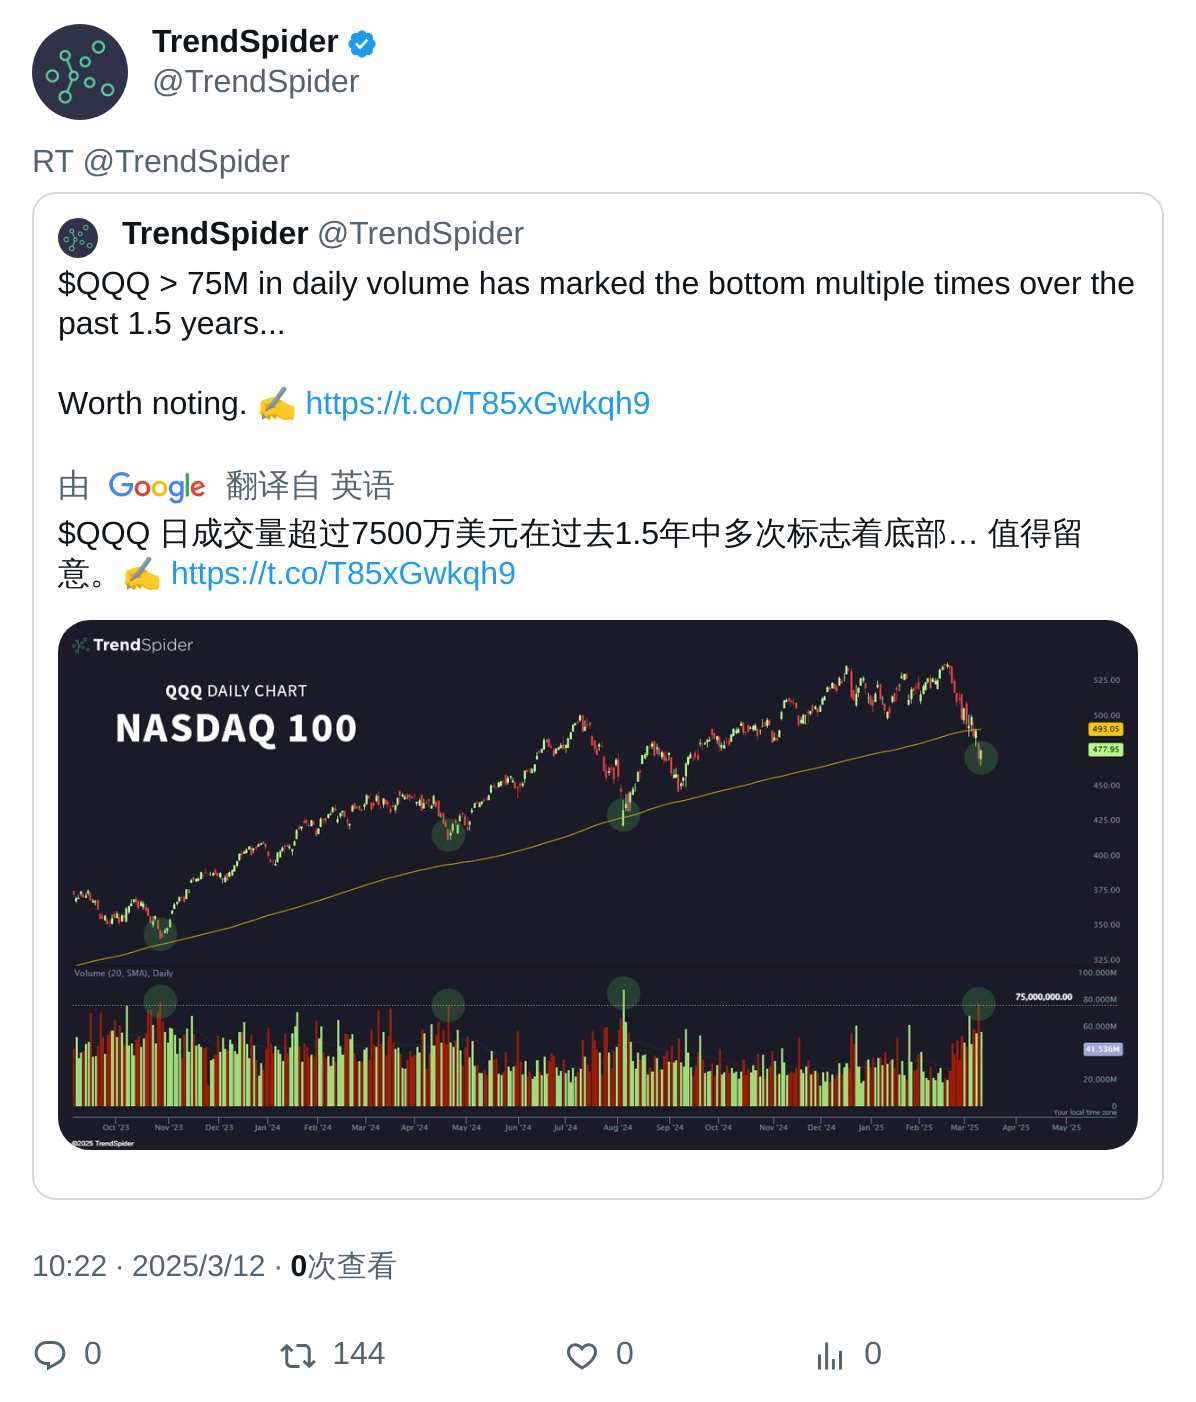 TrendSpider
@TrendSpider
RT @TrendSpider
TrendSpider @TrendSpider
$QQQ > 75M in daily volume has marked the bottom multiple times over the
past 1.5 years...
Worth noting. ✍️ https://t.co/T85xGwkqh9
由 Google 翻译自 英语
$QQQ 日成交量超过7500万美元在过去1.5年中多次标志着底部… 值得留
意。✍️ https://t.co/T85xGwkqh9
TrendSpider
QQQ DAILY CHART
NASDAQ 100
525.00
500.00
493.05
477.95
450.00
425.00
400.00
375.00
350.00
325.00
Volume (20, SMA), Daily
100.000M
75,000,000.00
80.000M
60.000M
41.536M
20.000M
0
Your local time zone
Oct '23 Nov '23 Dec '23 Jan '24 Feb '24 Mar '24 Apr '24 May '24 Jun '24 Jul '24 Aug '24 Sep '24 Oct '24 Nov '24 Dec '24 Jan '25 Feb '25 Mar '25 Apr '25 May '25
©2025 TrendSpider
10:22 · 2025/3/12 · 0次查看
0 144 0 0